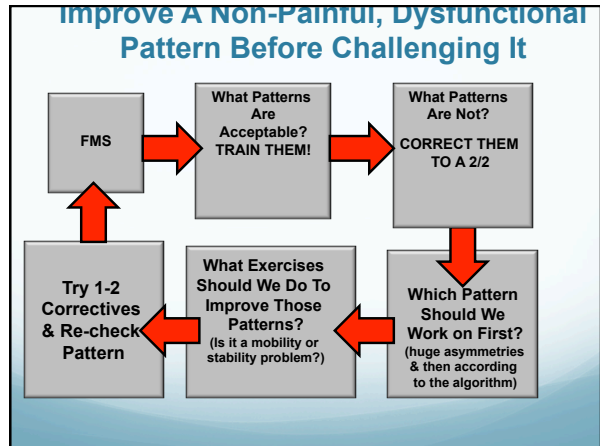 Improve A Non-Painful, Dysfunctional
Pattern Before Challenging It
FMS
What Patterns
Are
Acceptable?
TRAIN THEM!
What Patterns
Are Not?
CORRECT THEM
TO A 2/2
Which Pattern
Should We
Work on First?
(huge asymmetries
& then according
to the algorithm)
What Exercises
Should We Do To
Improve Those
Patterns?
(Is it a mobility or
stability problem?)
Try 1-2
Correctives
& Re-check
Pattern